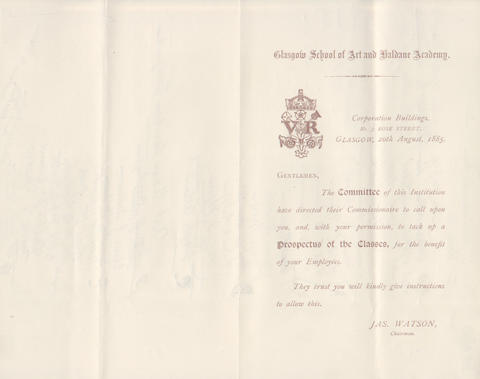 Glasgow School of Art and Haldane Academy.
VR
Corporation Buildings,
No. 3 ROSE STREET,
GLASGOW, 20th August, 1885.
GENTLEMEN,
The Committee of this Institution
have directed their Commissionaire to call upon
you, and, with your permission, to tack up a
Prospectus of the Classes, for the benefit
of your Employées.
They trust you will kindly give instructions
to allow this.
JAS. WATSON,
Chairman.